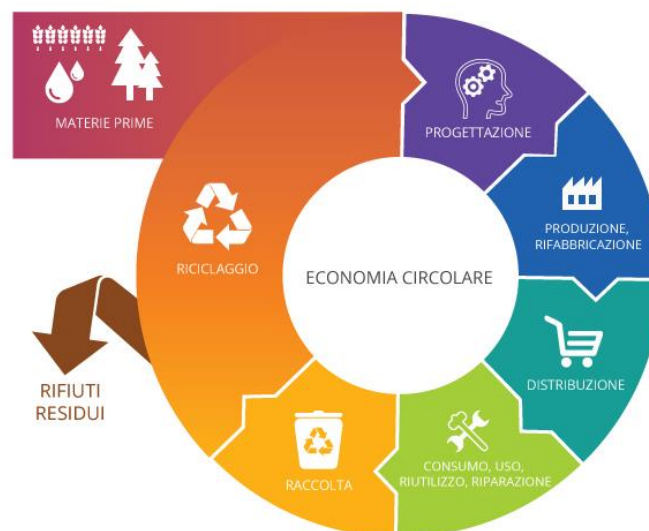 MATERIE PRIME
PROGETTAZIONE
PRODUZIONE,
RIFABBRICAZIONE
RICICLAGGIO
ECONOMIA CIRCOLARE
DISTRIBUZIONE
RIFIUTI
RESIDUI
CONSUMO, USO,
RIUTILIZZO, RIPARAZIONE
RACCOLTA